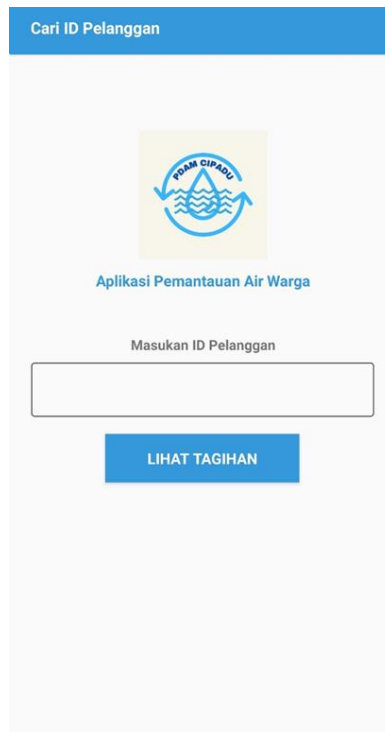 Cari ID Pelanggan
PDAM CIPADU
Aplikasi Pemantauan Air Warga
Masukan ID Pelanggan
LIHAT TAGIHAN